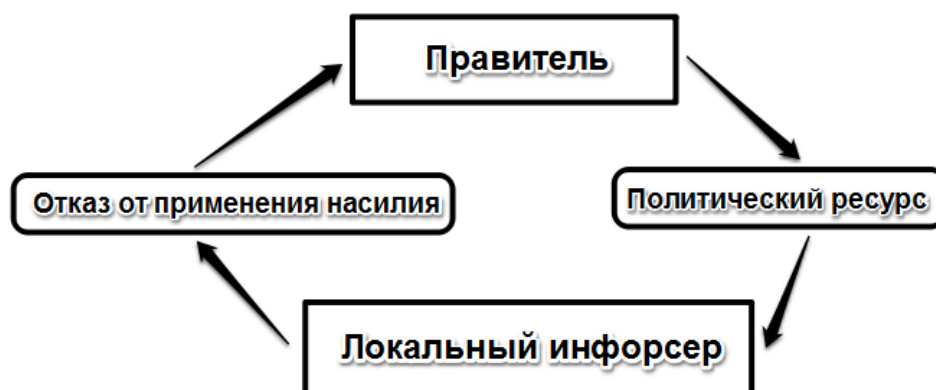 Правитель
Отказ от применения насилия
Политический ресурс
Локальный инфорсер